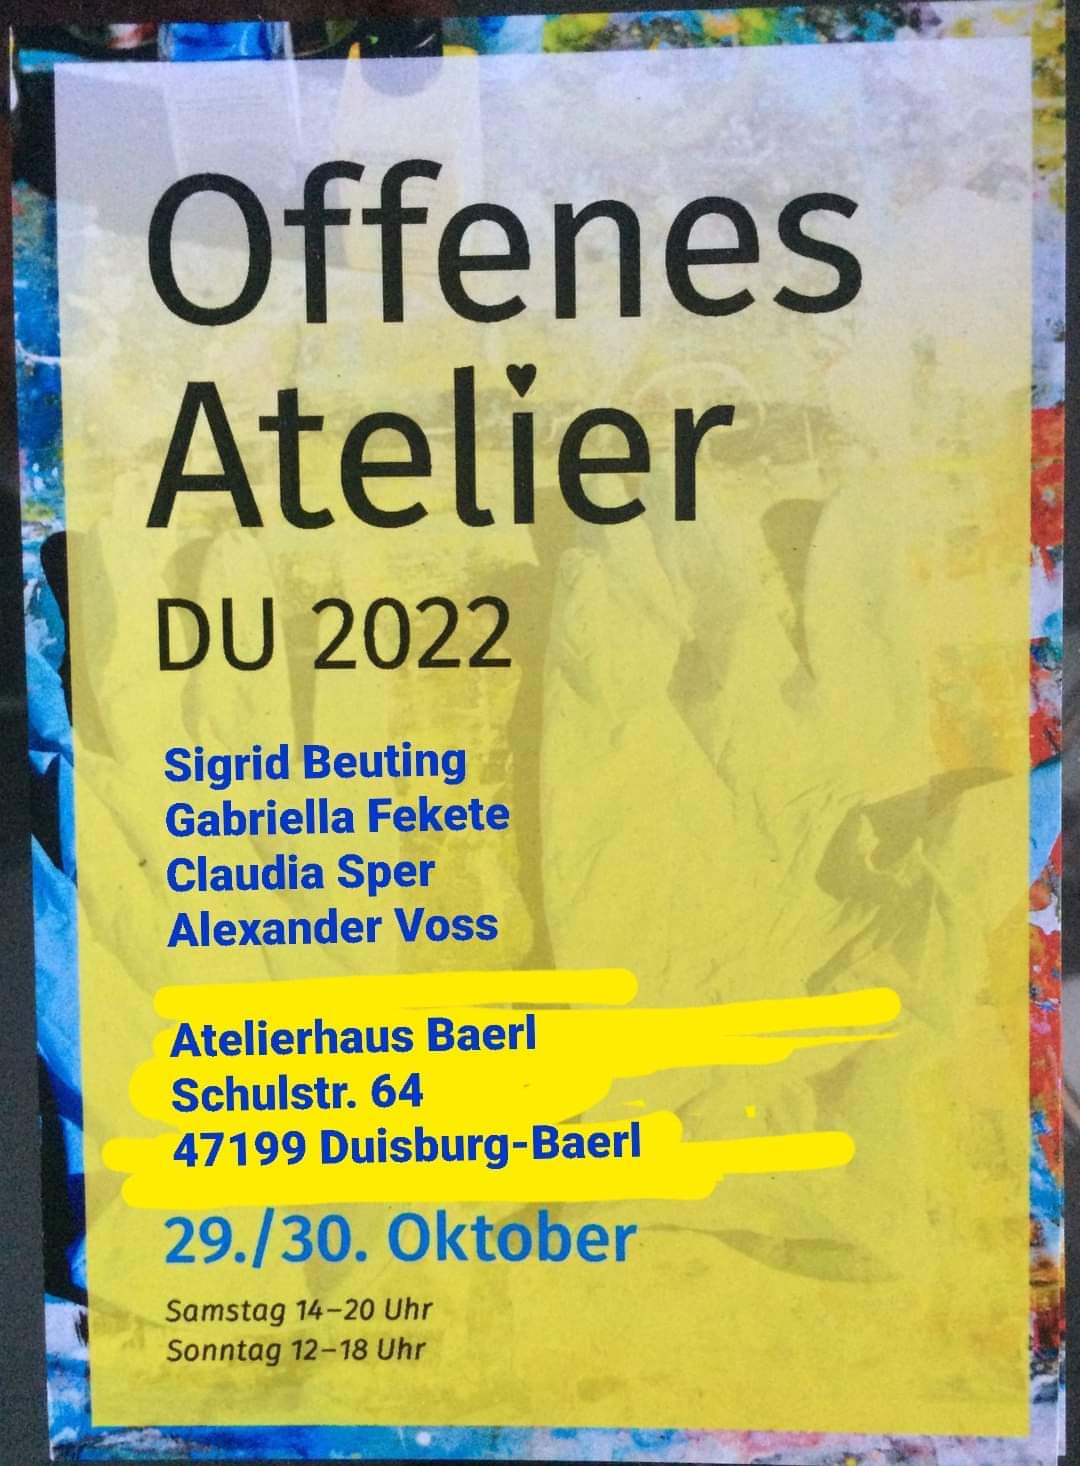 Offenes
Atelier
DU 2022
Sigrid Beuting
Gabriella Fekete
Claudia Sper
Alexander Voss
Atelierhaus Baerl
Schulstr. 64
47199 Duisburg-Baerl
29./30. Oktober
Samstag 14–20 Uhr
Sonntag 12–18 Uhr